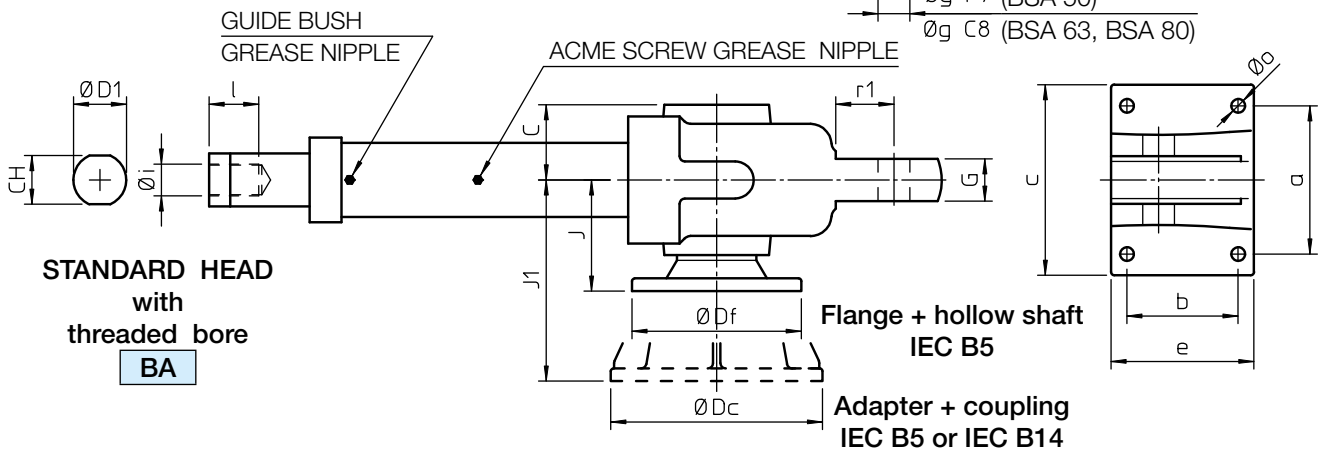 GUIDE BUSH
GREASE NIPPLE
ACME SCREW GREASE NIPPLE
(BSA 50)
Øg C8 (BSA 63, BSA 80)
ØD1
l
CH
Øi
C
r1
G
J
J1
ØDf
ØDc
Øo
c
a
b
e
STANDARD HEAD
with
threaded bore
BA
Flange + hollow shaft
IEC B5
Adapter + coupling
IEC B5 or IEC B14